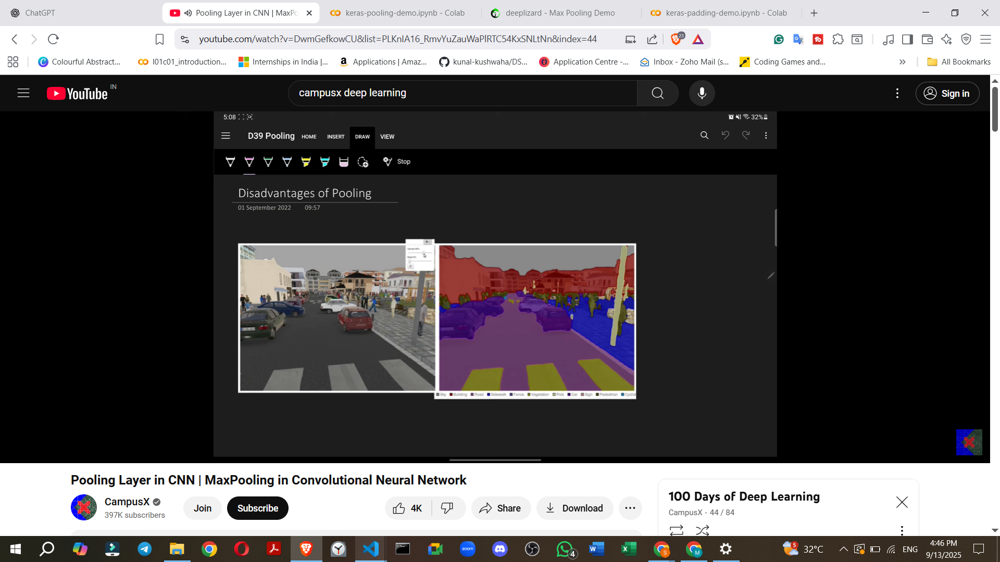 ChatGPT
Pooling Layer in CNN | MaxPo
keras-pooling-demo.ipynb - Colab
deeplizard - Max Pooling Demo
keras-padding-demo.ipynb - Colab
youtube.com/watch?v=DwmGefkowCU&list=PLKnIA16_RmvYuZauWaPlRTC54KxSNLtNn&index=44
23
Colourful Abstract...
l01c01_introduction...
Internships in India |...
Applications | Amaz...
kunal-kushwaha/DS...
Application Centre -...
Inbox - Zoho Mail (s...
Coding Games and...
All Bookmarks
YouTube IN
campusx deep learning
Sign in
5:08
32%
D39 Pooling
HOME
INSERT
DRAW
VIEW
Stop
Disadvantages of Pooling
01 September 2022 09:57
Sky Building Road Sidewalk Fence Vegetation Pole Car Sign Pedestrian Cyclist
Pooling Layer in CNN | MaxPooling in Convolutional Neural Network
CampusX
397K subscribers
Join
Subscribe
4K
Share
Download
100 Days of Deep Learning
CampusX - 44 / 84
zoom
4
5
32°C
ENG
4:46 PM
9/13/2025